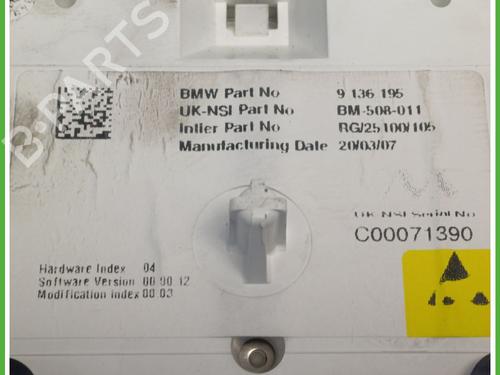 B-PARTS
BMW Part No 9 136 195
UK-NSI Part No BM-508-011
Intier Part No RG/25100/105
Manufacturing Date 20/03/07
UK-NSI Serial No
C00071390
Hardware Index 04
Software Version 00.90.12
Modification Index 00.03